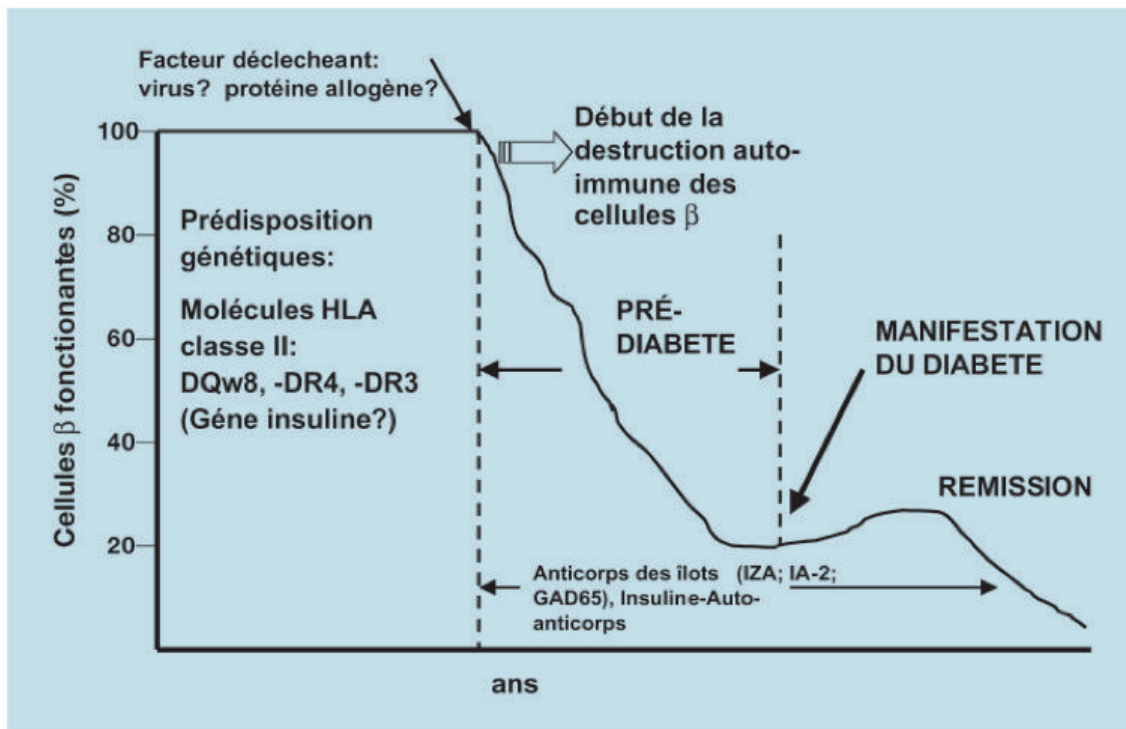 Facteur déclecheant:
virus? protéine allogène?
100
80
60
40
20
Cellules β fonctionantes (%)
Début de la
destruction auto-
immune des
cellules β
Prédisposition
génétiques:
Molécules HLA
classe II:
DQw8, -DR4, -DR3
(Géne insuline?)
PRÉ-
DIABETE
MANIFESTATION
DU DIABETE
REMISSION
Anticorps des îlots (IZA; IA-2;
GAD65), Insuline-Auto-
anticorps
ans